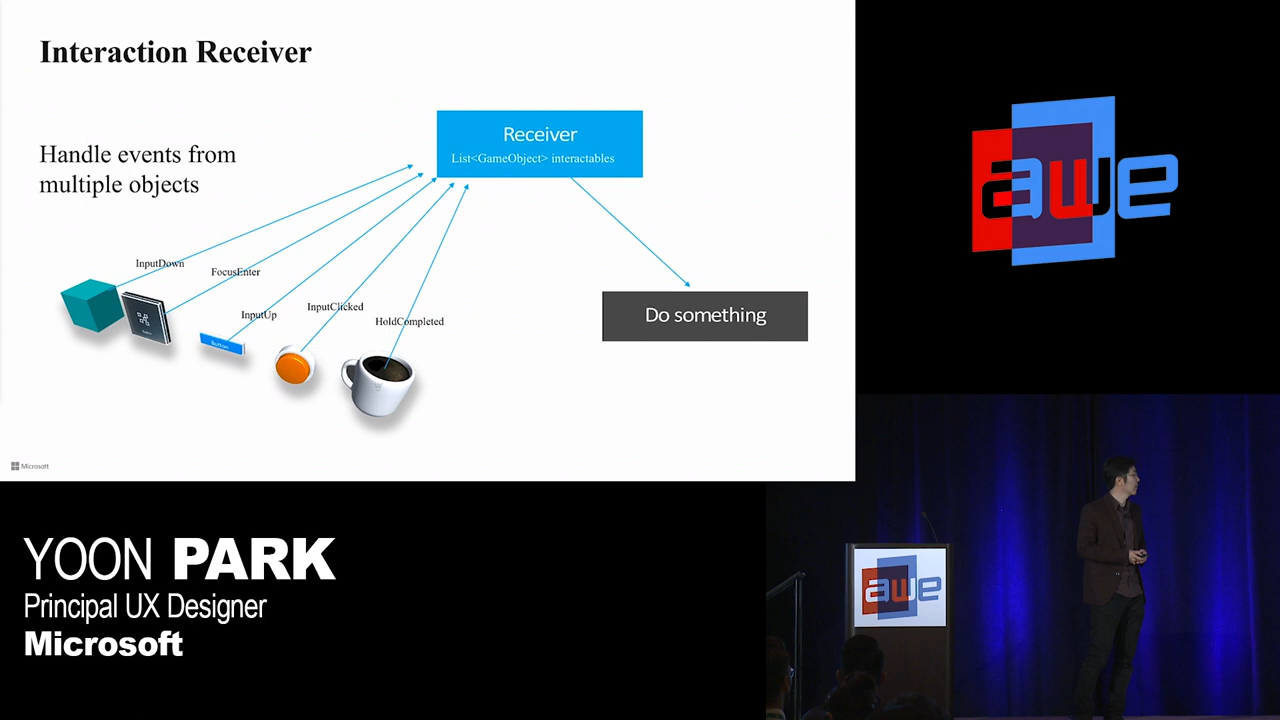 Interaction Receiver
Handle events from
multiple objects
Receiver
List<GameObject> interactables
InputDown
FocusEnter
InputUp
InputClicked
HoldCompleted
Button
Do something
Microsoft
awe
YOON PARK
Principal UX Designer
Microsoft
awe